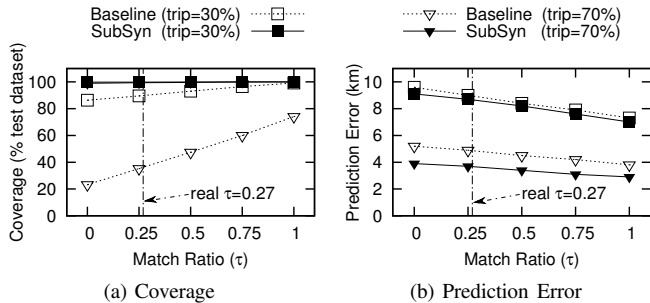 Baseline (trip=30%)
SubSyn (trip=30%)
Baseline (trip=70%)
SubSyn (trip=70%)
Coverage (% test dataset)
100
80
60
40
20
0
real τ=0.27
0 0.25 0.5 0.75 1
Match Ratio (τ)
(a) Coverage
Prediction Error (km)
10
8
6
4
2
0
real τ=0.27
0 0.25 0.5 0.75 1
Match Ratio (τ)
(b) Prediction Error